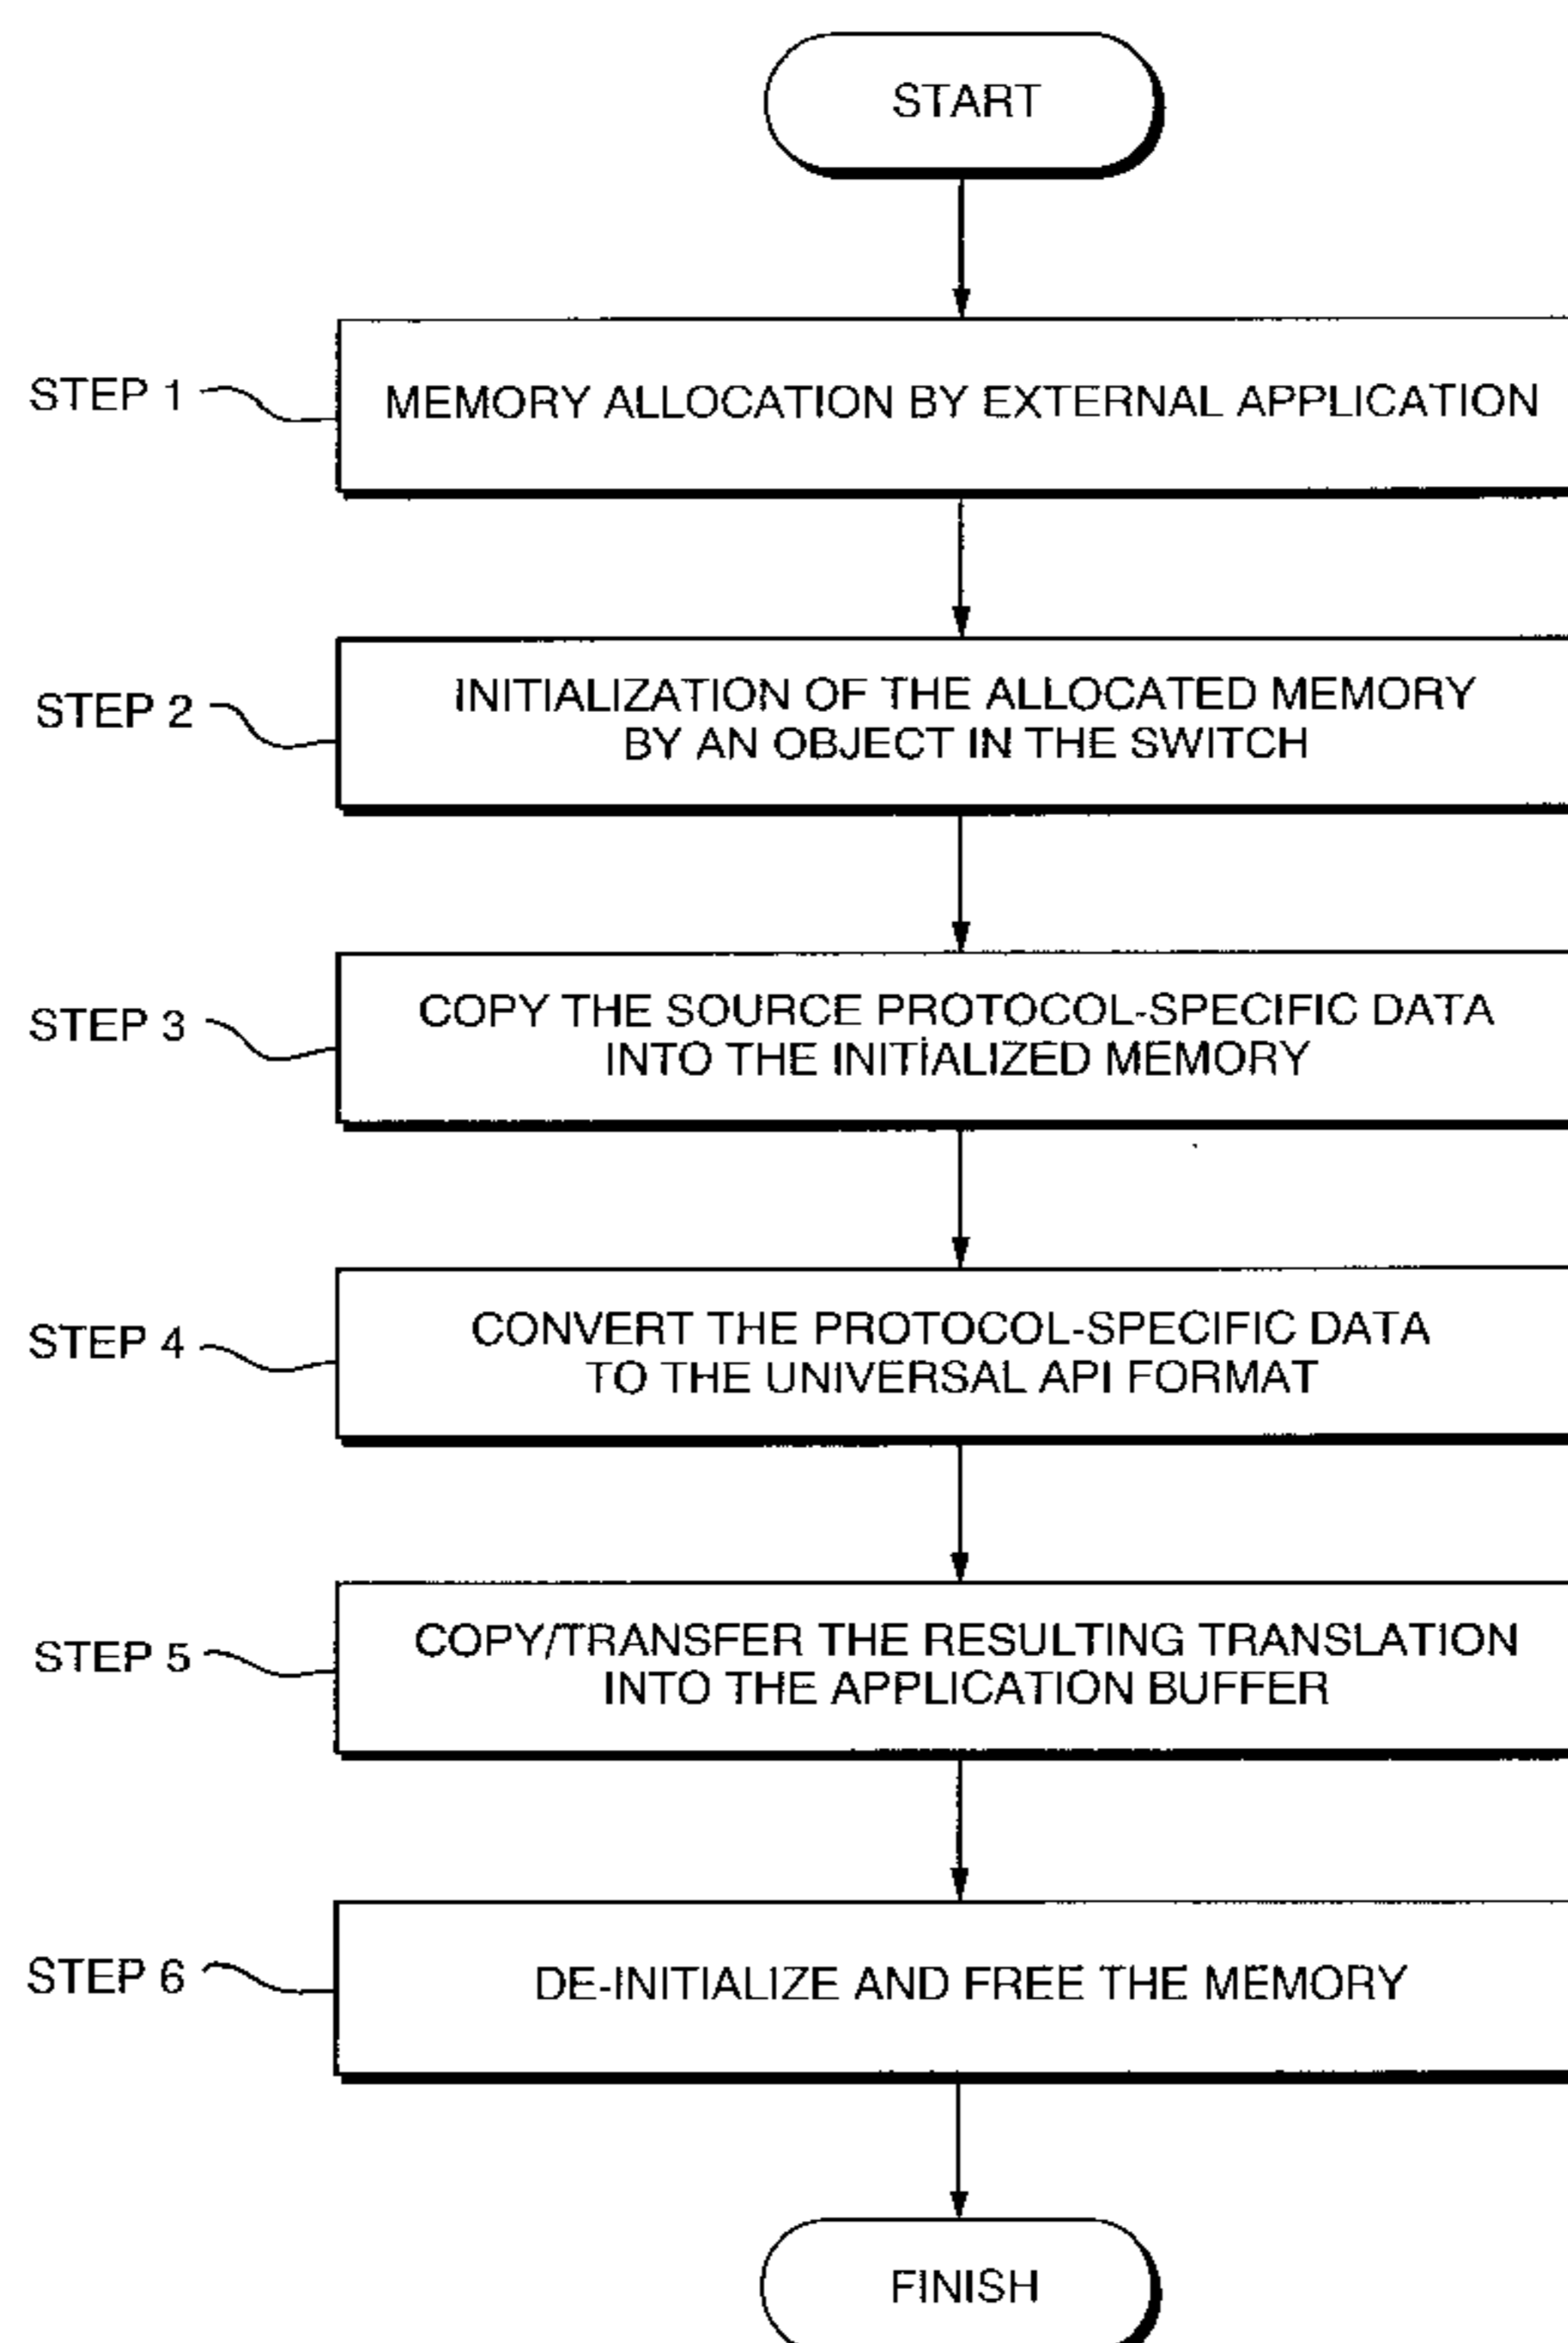 START
STEP 1
MEMORY ALLOCATION BY EXTERNAL APPLICATION
STEP 2
INITIALIZATION OF THE ALLOCATED MEMORY
BY AN OBJECT IN THE SWITCH
STEP 3
COPY THE SOURCE PROTOCOL-SPECIFIC DATA
INTO THE INITIALIZED MEMORY
STEP 4
CONVERT THE PROTOCOL-SPECIFIC DATA
TO THE UNIVERSAL API FORMAT
STEP 5
COPY/TRANSFER THE RESULTING TRANSLATION
INTO THE APPLICATION BUFFER
STEP 6
DE-INITIALIZE AND FREE THE MEMORY
FINISH